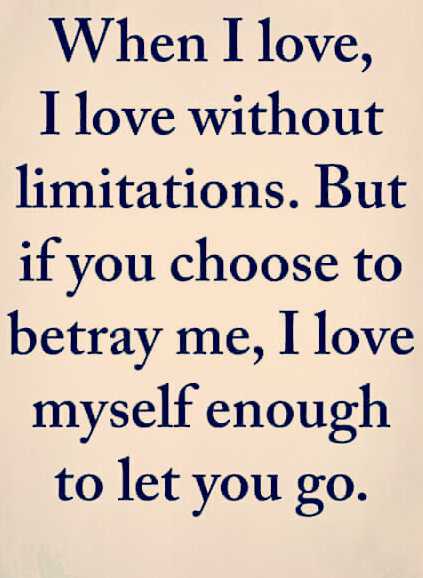 When I love,
I love without
limitations. But
if you choose to
betray me, I love
myself enough
to let you go.